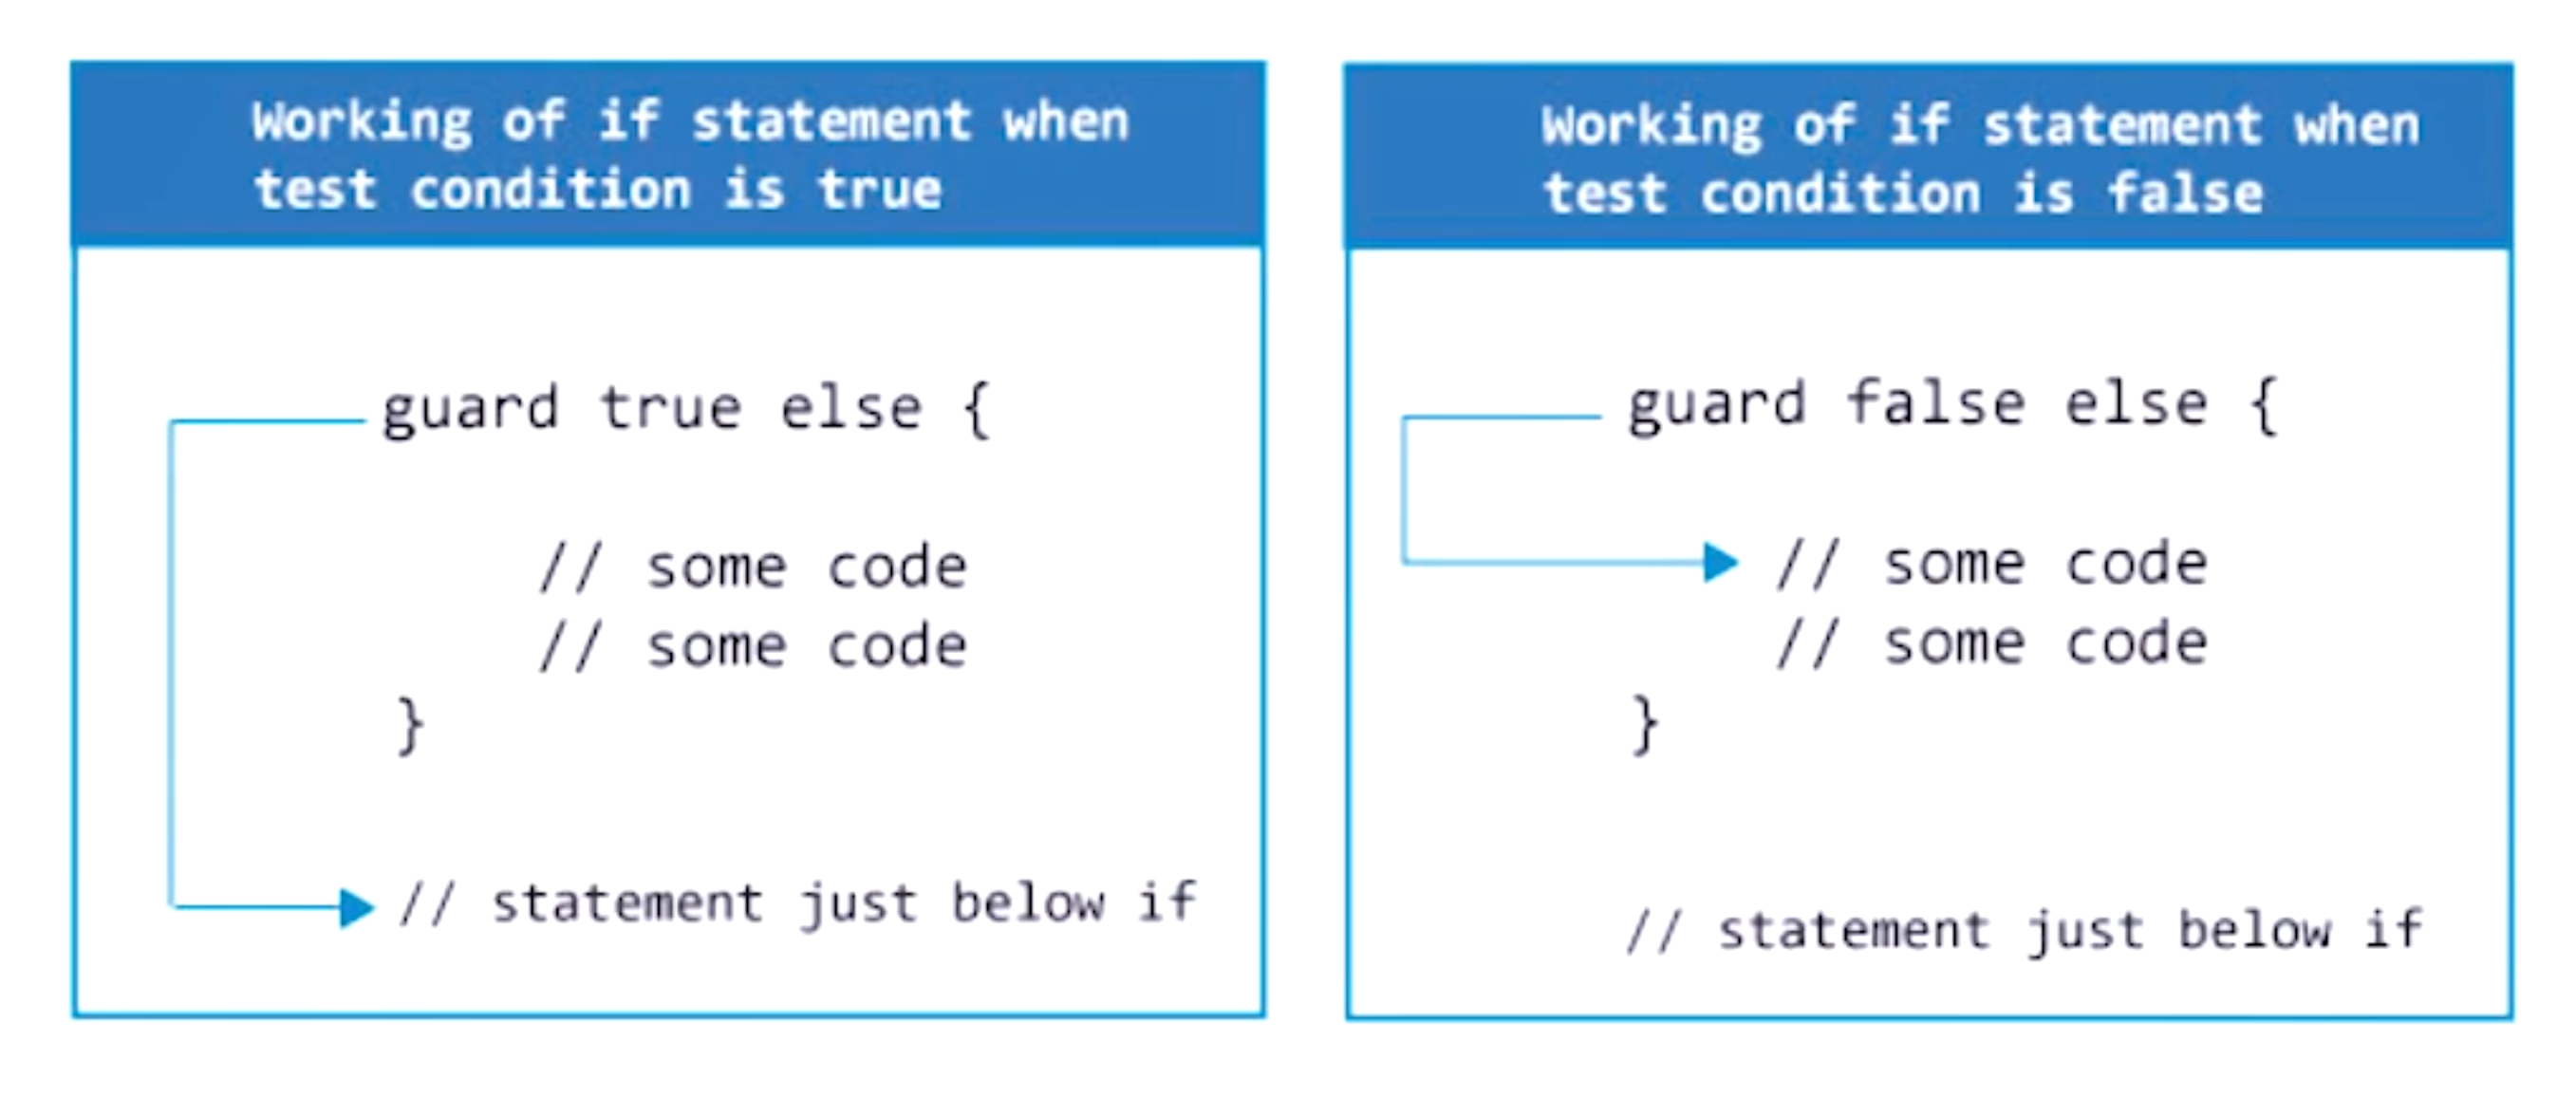 Working of if statement when
test condition is true
guard true else {
// some code
// some code
}
// statement just below if
Working of if statement when
test condition is false
guard false else {
// some code
// some code
}
// statement just below if